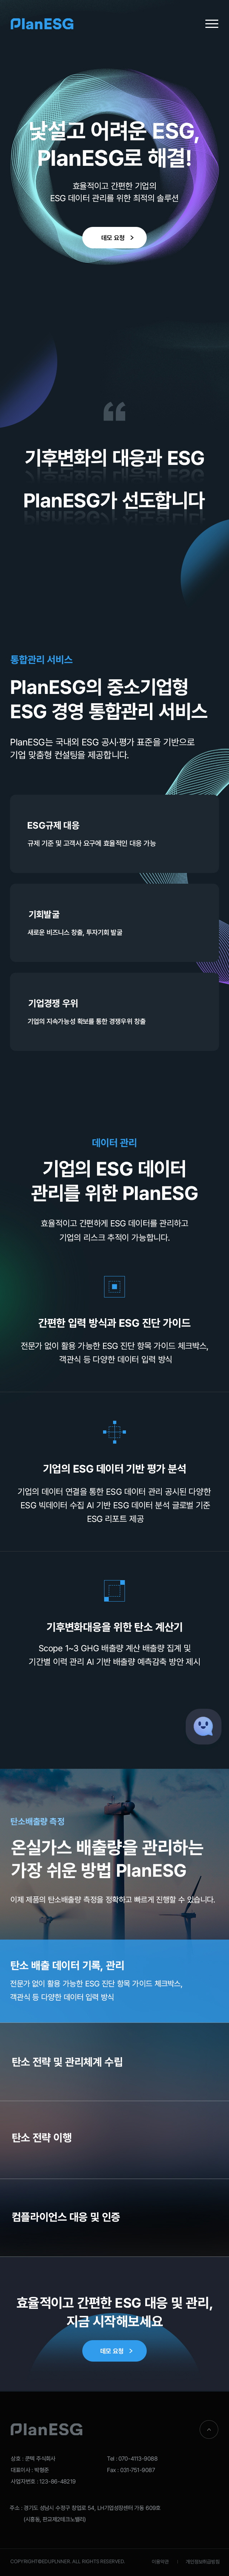 PlanESG
낯설고 어려운 ESG,
PlanESG로 해결!
효율적이고 간편한 기업의
ESG 데이터 관리를 위한 최적의 솔루션
데모 요청
기후변화의 대응과 ESG
PlanESG가 선도합니다
통합관리 서비스
PlanESG의 중소기업형
ESG 경영 통합관리 서비스
PlanESG는 국내외 ESG 공시·평가 표준을 기반으로
기업 맞춤형 컨설팅을 제공합니다.
ESG규제 대응
규제 기준 및 고객사 요구에 효율적인 대응 가능
기회발굴
새로운 비즈니스 창출, 투자기회 발굴
기업경쟁 우위
기업의 지속가능성 확보를 통한 경쟁우위 창출
데이터 관리
기업의 ESG 데이터
관리를 위한 PlanESG
효율적이고 간편하게 ESG 데이터를 관리하고
기업의 리스크 추적이 가능합니다.
간편한 입력 방식과 ESG 진단 가이드
전문가 없이 활용 가능한 ESG 진단 항목 가이드 체크박스,
객관식 등 다양한 데이터 입력 방식
기업의 ESG 데이터 기반 평가 분석
기업의 데이터 연결을 통한 ESG 데이터 관리 공시된 다양한
ESG 빅데이터 수집 AI 기반 ESG 데이터 분석 글로벌 기준
ESG 리포트 제공
기후변화대응을 위한 탄소 계산기
Scope 1~3 GHG 배출량 계산 배출량 집계 및
기간별 이력 관리 AI 기반 배출량 예측감축 방안 제시
탄소배출량 측정
온실가스 배출량을 관리하는
가장 쉬운 방법 PlanESG
이제 제품의 탄소배출량 측정을 정확하고 빠르게 진행할 수 있습니다.
탄소 배출 데이터 기록, 관리
전문가 없이 활용 가능한 ESG 진단 항목 가이드 체크박스,
객관식 등 다양한 데이터 입력 방식
탄소 전략 및 관리체계 수립
탄소 전략 이행
컴플라이언스 대응 및 인증
효율적이고 간편한 ESG 대응 및 관리,
지금 시작해보세요
데모 요청
PlanESG
상호 : 콘텍 주식회사 Tel : 070-4113-9088
대표이사 : 박형준 Fax : 031-751-9087
사업자번호 : 123-86-48219
주소 : 경기도 성남시 수정구 창업로 54, LH기업성장센터 가동 609호
(시흥동, 판교제2테크노밸리)
이용약관 | 개인정보취급방침